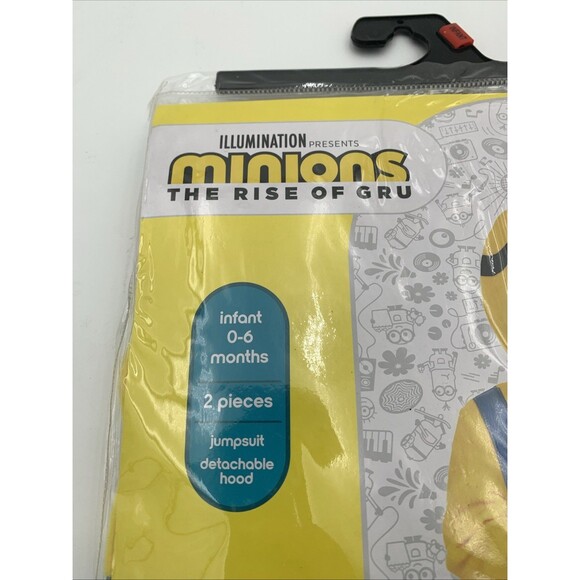 ILLUMINATION PRESENTS
minions
THE RISE OF GRU
infant
0-6
months
2 pieces
jumpsuit
detachable
hood